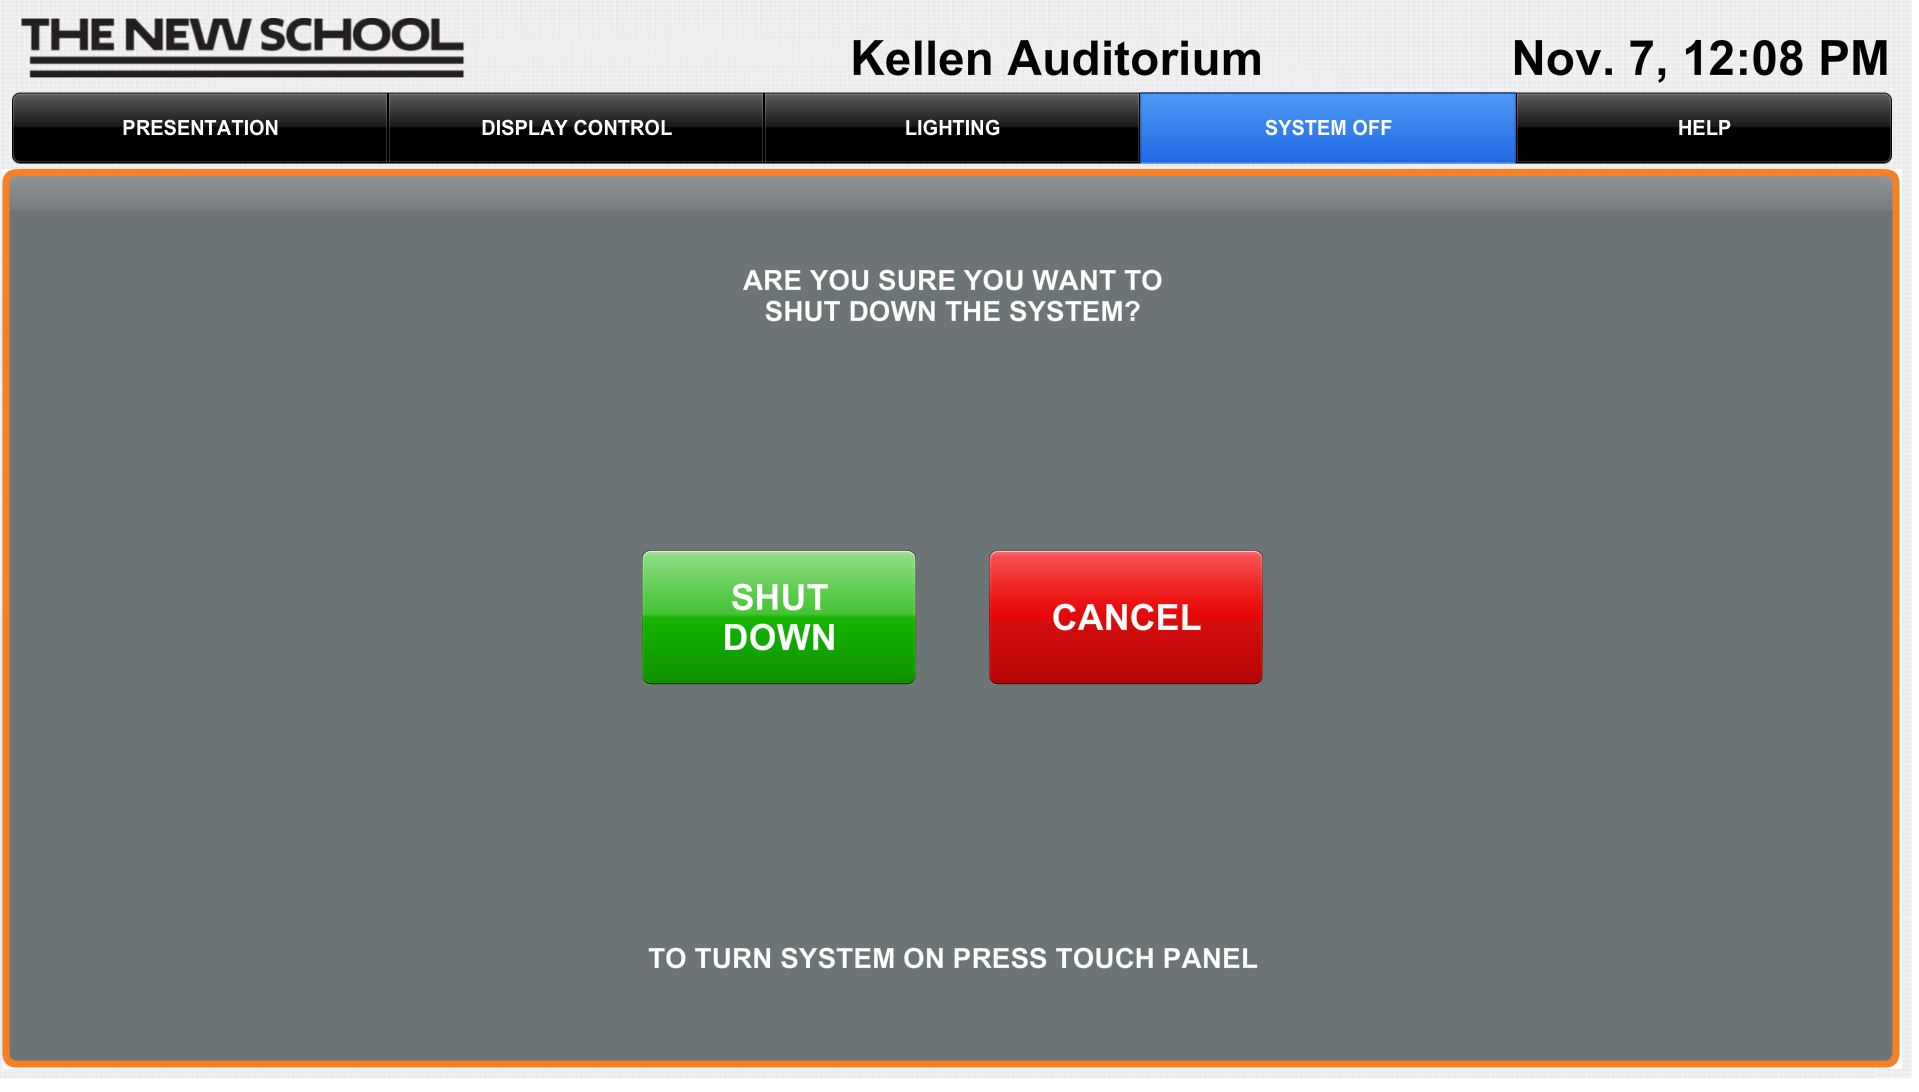 THE NEW SCHOOL
Kellen Auditorium
Nov. 7, 12:08 PM
PRESENTATION
DISPLAY CONTROL
LIGHTING
SYSTEM OFF
HELP
ARE YOU SURE YOU WANT TO
SHUT DOWN THE SYSTEM?
SHUT
DOWN
CANCEL
TO TURN SYSTEM ON PRESS TOUCH PANEL